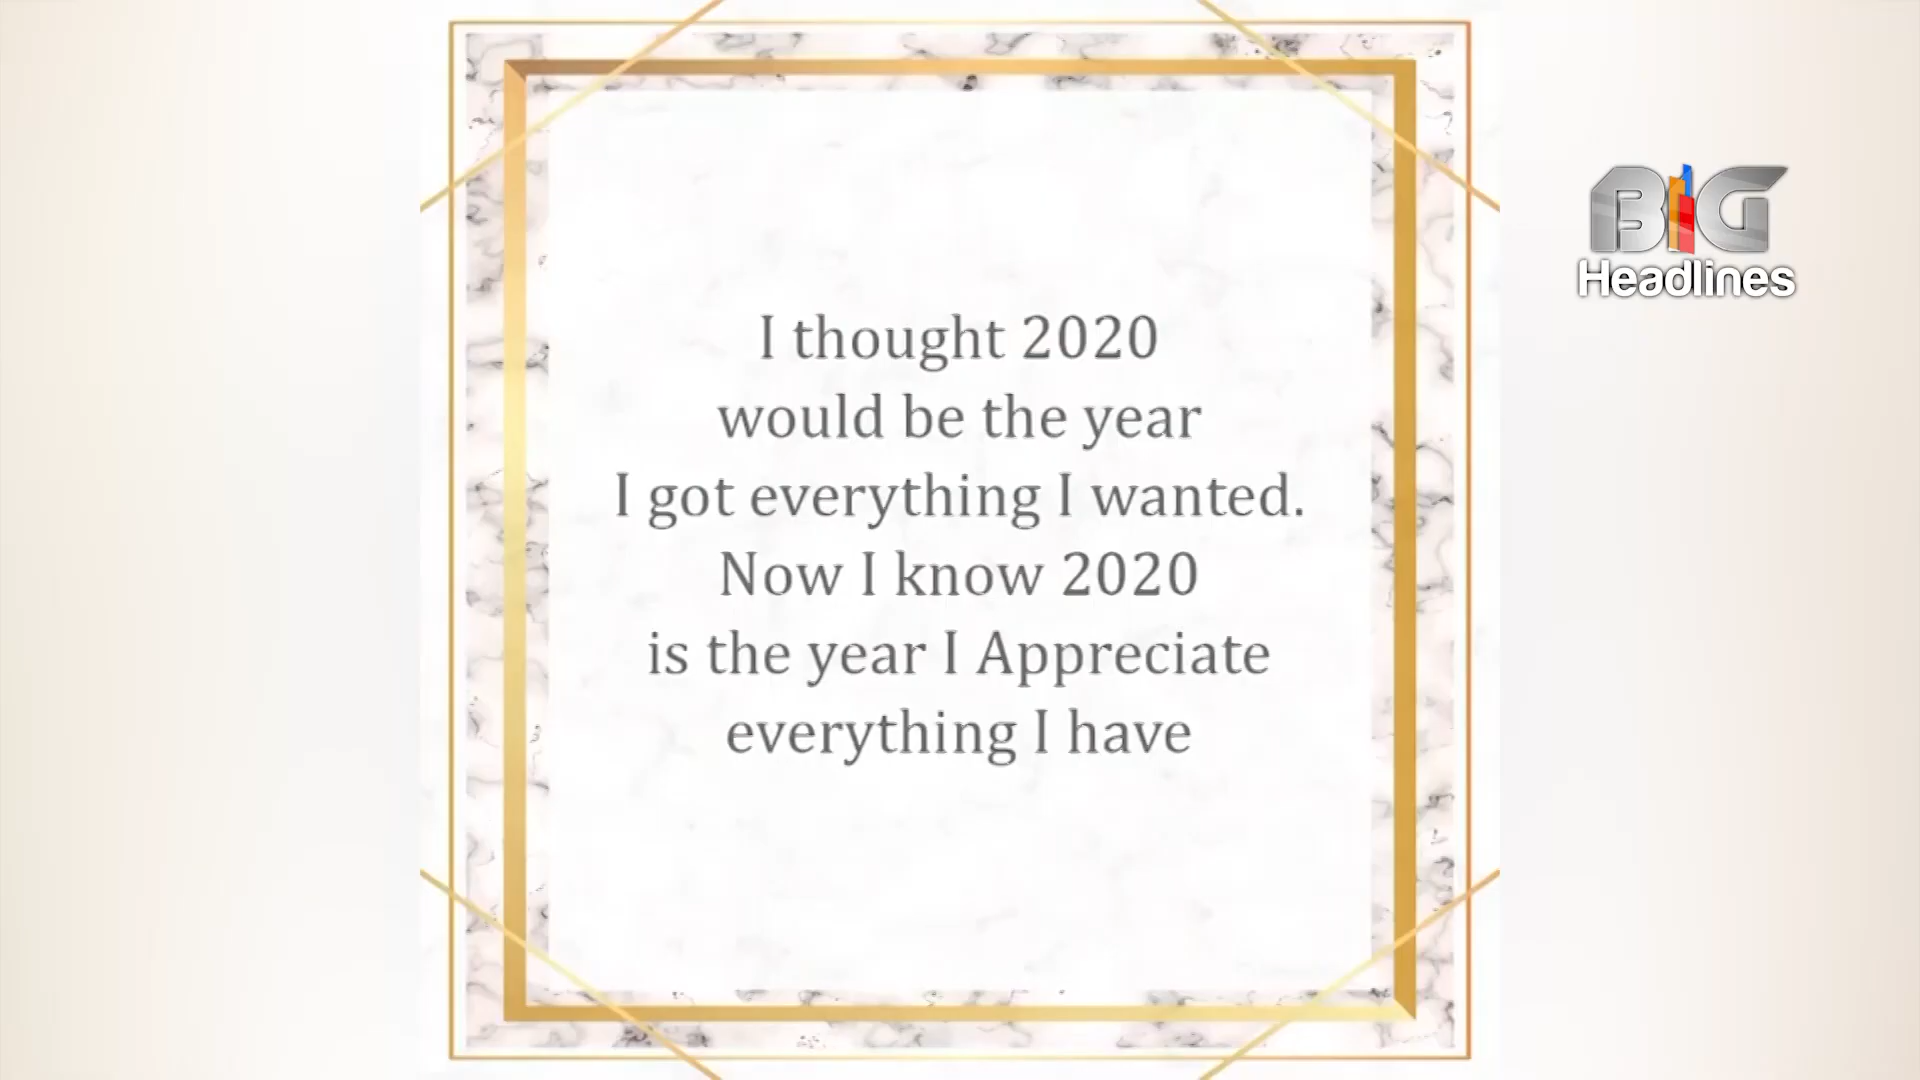 I thought 2020
would be the year
I got everything I wanted.
Now I know 2020
is the year I Appreciate
everything I have
BIG
Headlines